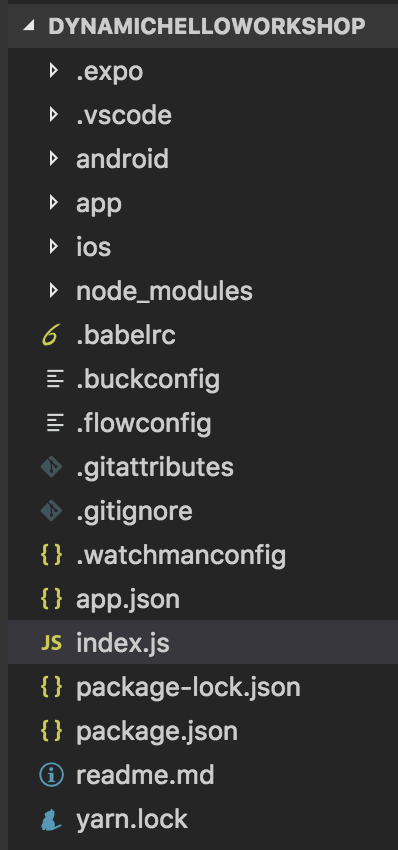 DYNAMICHELLOWORKSHOP
.expo
.vscode
android
app
ios
node_modules
.babelrc
.buckconfig
.flowconfig
.gitattributes
.gitignore
{ } .watchmanconfig
{ } app.json
JS index.js
{ } package-lock.json
{ } package.json
readme.md
yarn.lock